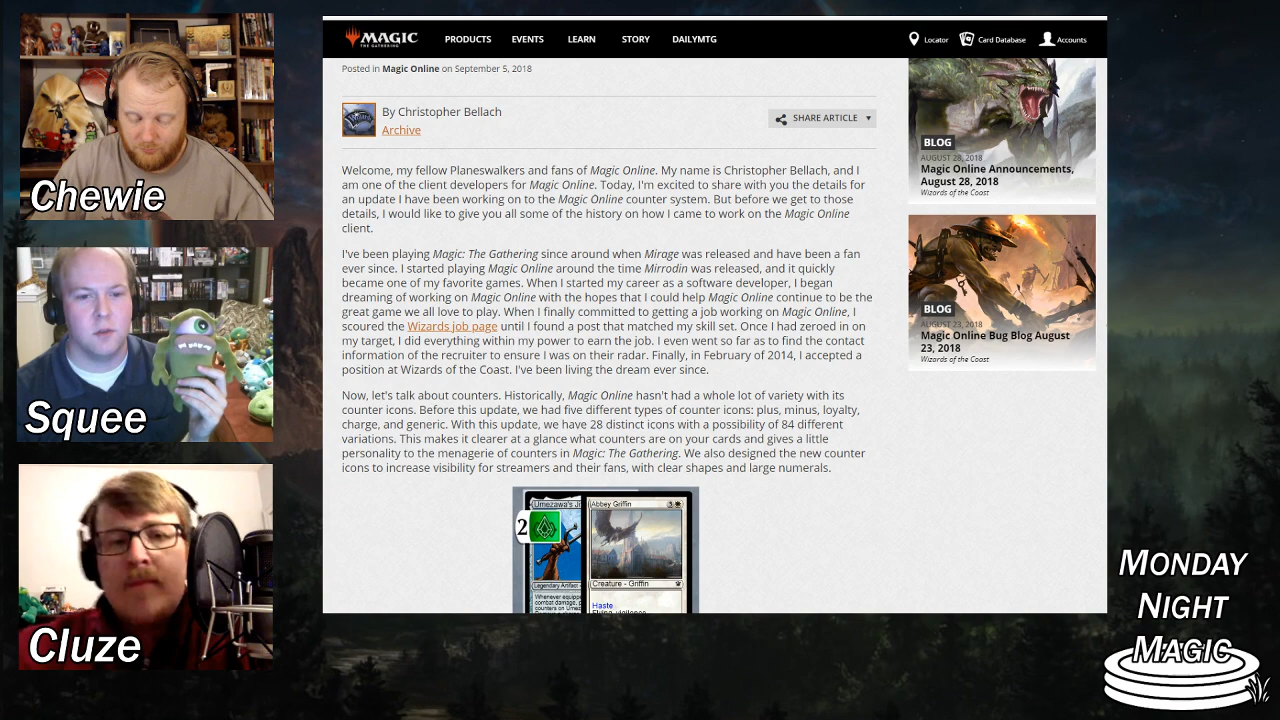 Chewie
Squee
Cluze
MAGIC
THE GATHERING
PRODUCTS EVENTS LEARN STORY DAILYMTG
Locator Card Database Accounts
Posted in Magic Online on September 5, 2018
By Christopher Bellach
Archive
SHARE ARTICLE
Welcome, my fellow Planeswalkers and fans of Magic Online. My name is Christopher Bellach, and I
am one of the client developers for Magic Online. Today, I'm excited to share with you the details for
an update I have been working on to the Magic Online counter system. But before we get to those
details, I would like to give you all some of the history on how I came to work on the Magic Online
client.
I've been playing Magic: The Gathering since around when Mirage was released and have been a fan
ever since. I started playing Magic Online around the time Mirrodin was released, and it quickly
became one of my favorite games. When I started my career as a software developer, I began
dreaming of working on Magic Online with the hopes that I could help Magic Online continue to be the
great game we all love to play. When I finally committed to getting a job working on Magic Online, I
scoured the Wizards job page until I found a post that matched my skill set. Once I had zeroed in on
my target, I did everything within my power to earn the job. I even went so far as to find the contact
information of the recruiter to ensure I was on their radar. Finally, in February of 2014, I accepted a
position at Wizards of the Coast. I've been living the dream ever since.
Now, let's talk about counters. Historically, Magic Online hasn't had a whole lot of variety with its
counter icons. Before this update, we had five different types of counter icons: plus, minus, loyalty,
charge, and generic. With this update, we have 28 distinct icons with a possibility of 84 different
variations. This makes it clearer at a glance what counters are on your cards and gives a little
personality to the menagerie of counters in Magic: The Gathering. We also designed the new counter
icons to increase visibility for streamers and their fans, with clear shapes and large numerals.
Umezawa's Ji
2
Legendary Artifact
Whenever equipp
combat damage, p
counters on Umez
Abbey Griffin 3
Creature - Griffin
Haste
Flying, vigilance
BLOG
AUGUST 28, 2018
Magic Online Announcements,
August 28, 2018
Wizards of the Coast
BLOG
AUGUST 23, 2018
Magic Online Bug Blog August
23, 2018
Wizards of the Coast
MONDAY
NIGHT
MAGIC